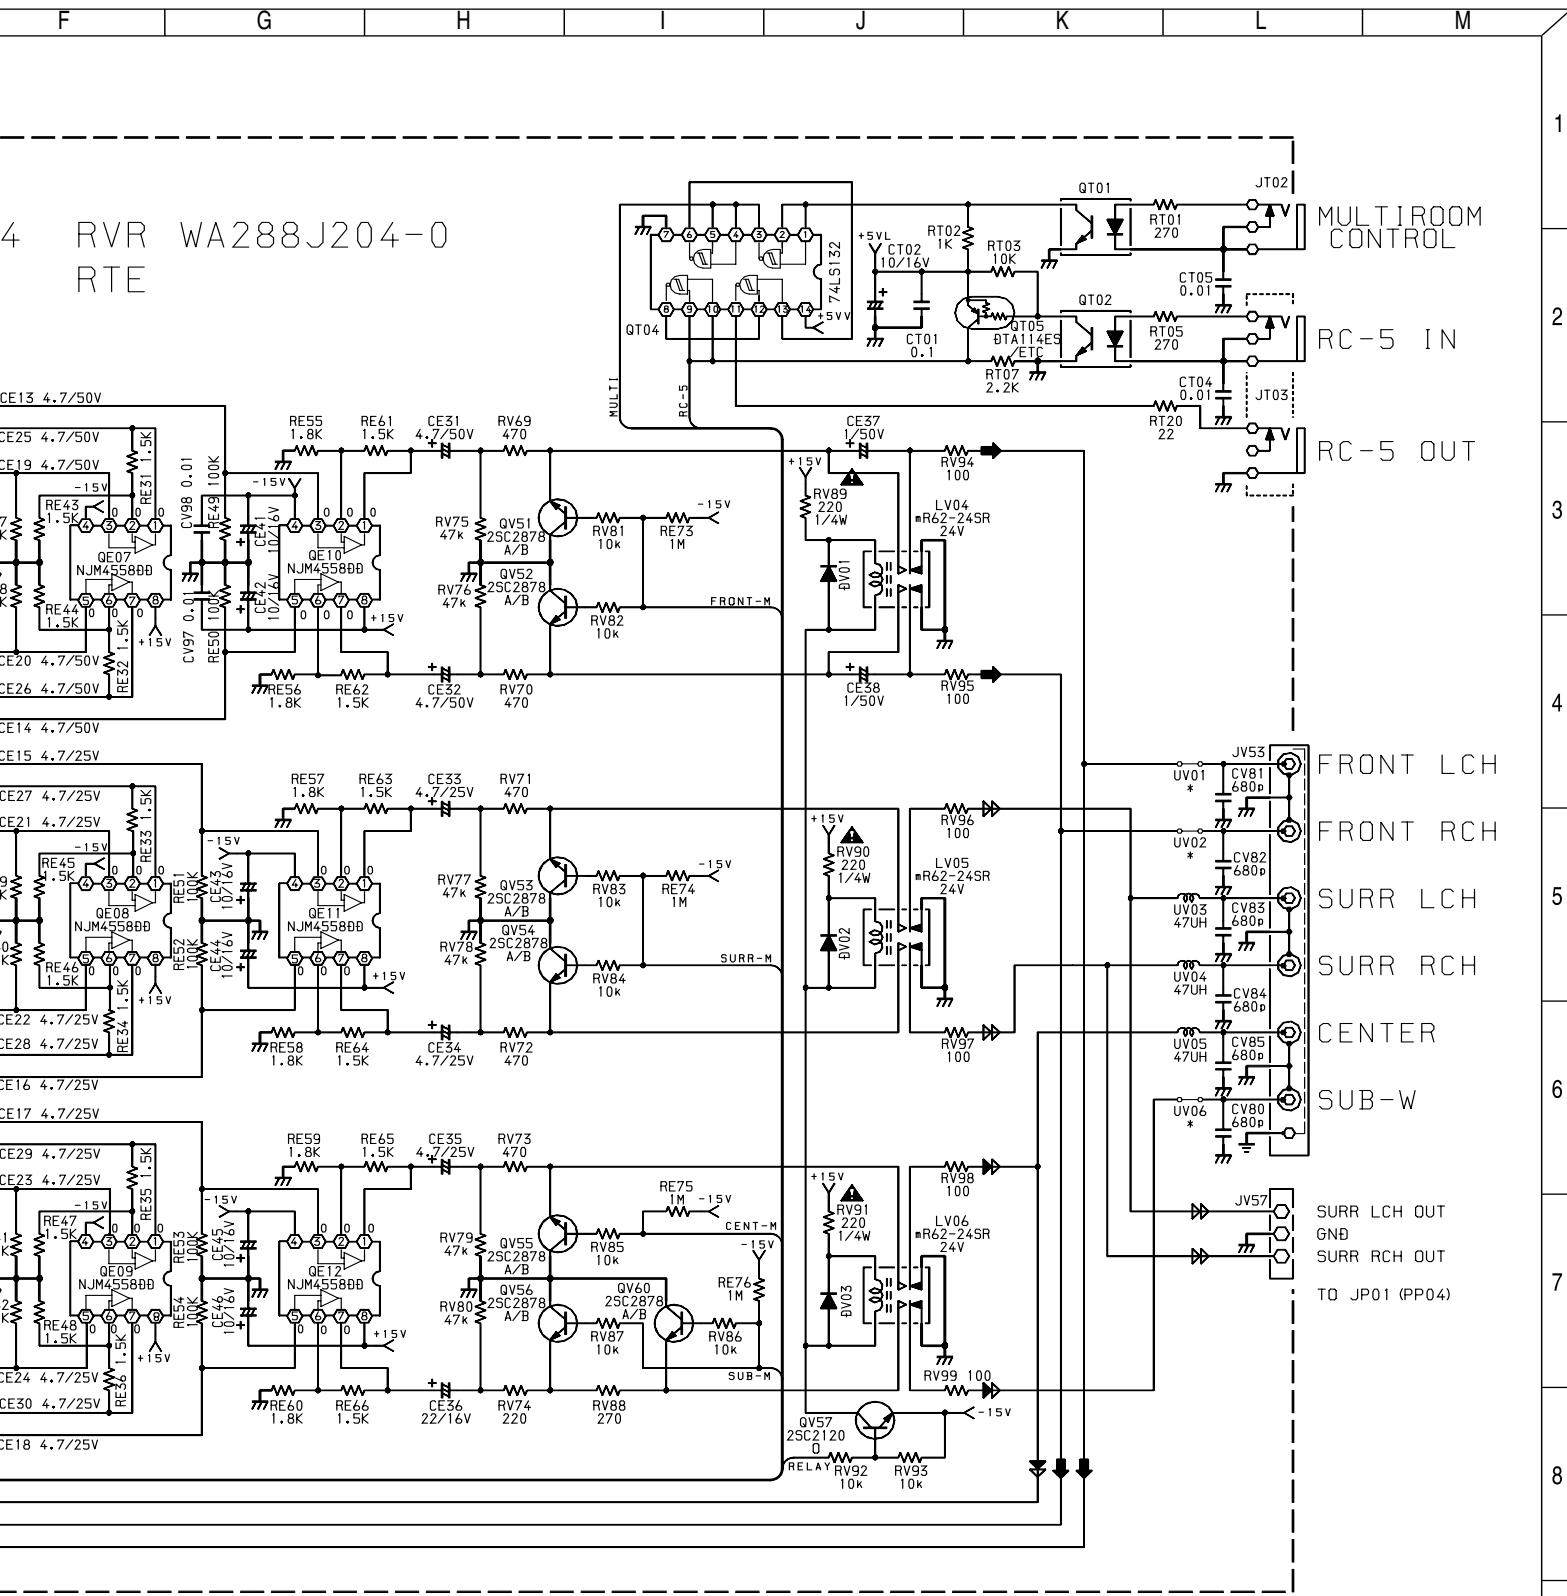 F G H I J K L M
1
2
3
4
5
6
7
8
4 RVR WA288J204-0
RTE
QT04
74LS132
+5VV
MULTI
RC-5
+5VL
CT02
10/16V
CT01
0.1
RT02
1K
RT03
10K
QT05
DTA114ES
/ETC
RT07
2.2K
QT01
QT02
RT01
270
RT05
270
RT20
22
CT05
0.01
CT04
0.01
JT02
JT03
MULTIROOM
CONTROL
RC-5 IN
RC-5 OUT
CE13 4.7/50V
CE25 4.7/50V
CE19 4.7/50V
-15V
RE43
1.5K
RE31 1.5K
QE07
NJM4558DD
RE44
1.5K
RE32 1.5K
+15V
CE20 4.7/50V
CE26 4.7/50V
CE14 4.7/50V
CV98 0.01
RE49 100K
CE41
10/16V
CV97 0.01
RE50 100K
CE42
10/16V
-15V
QE10
NJM4558DD
+15V
RE55
1.8K
RE61
1.5K
CE31
4.7/50V
RV69
470
RE56
1.8K
RE62
1.5K
CE32
4.7/50V
RV70
470
RV75
47k
RV76
47k
QV51
2SC2878
A/B
QV52
2SC2878
A/B
RV81
10k
RE73
1M
-15V
RV82
10k
FRONT-M
CE37
1/50V
CE38
1/50V
+15V
RV89
220
1/4W
DV01
LV04
mR62-24SR
24V
RV94
100
RV95
100
CE15 4.7/25V
CE27 4.7/25V
CE21 4.7/25V
-15V
RE45
1.5K
RE33 1.5K
QE08
NJM4558DD
RE46
1.5K
RE34 1.5K
+15V
CE22 4.7/25V
CE28 4.7/25V
CE16 4.7/25V
RE51
100K
CE43
10/16V
RE52
100K
CE44
10/16V
-15V
QE11
NJM4558DD
+15V
RE57
1.8K
RE63
1.5K
CE33
4.7/25V
RV71
470
RE58
1.8K
RE64
1.5K
CE34
4.7/25V
RV72
470
RV77
47k
RV78
47k
QV53
2SC2878
A/B
QV54
2SC2878
A/B
RV83
10k
RE74
1M
-15V
RV84
10k
SURR-M
+15V
RV90
220
1/4W
DV02
LV05
mR62-24SR
24V
RV96
100
RV97
100
CE17 4.7/25V
CE29 4.7/25V
CE23 4.7/25V
-15V
RE47
1.5K
RE35 1.5K
QE09
NJM4558DD
RE48
1.5K
RE36 1.5K
+15V
CE24 4.7/25V
CE30 4.7/25V
CE18 4.7/25V
RE53
100K
CE45
10/16V
RE54
100K
CE46
10/16V
-15V
QE12
NJM4558DD
+15V
RE59
1.8K
RE65
1.5K
CE35
4.7/25V
RV73
470
RE60
1.8K
RE66
1.5K
CE36
22/16V
RV74
220
RV88
270
RV79
47k
RV80
47k
QV55
2SC2878
A/B
QV56
2SC2878
A/B
QV60
2SC2878
A/B
RV85
10k
RE75
1M
-15V
CENT-M
-15V
RE76
1M
RV87
10k
RV86
10k
SUB-M
+15V
RV91
220
1/4W
DV03
LV06
mR62-24SR
24V
RV98
100
RV99 100
QV57
2SC2120
O
-15V
RELAY
RV92
10k
RV93
10k
JV53
UV01
*
CV81
680p
FRONT LCH
UV02
*
CV82
680p
FRONT RCH
UV03
47UH
CV83
680p
SURR LCH
UV04
47UH
CV84
680p
SURR RCH
UV05
47UH
CV85
680p
CENTER
UV06
*
CV80
680p
SUB-W
JV57
SURR LCH OUT
GND
SURR RCH OUT
TO JP01 (PP04)